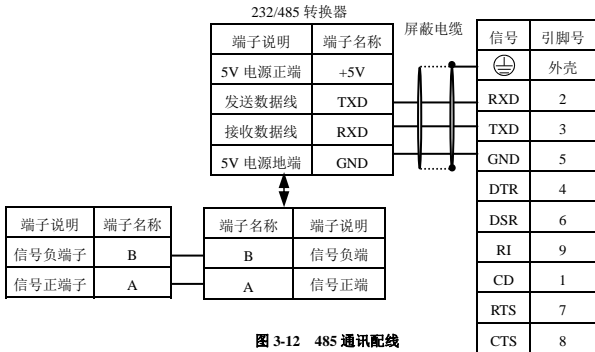 232/485 转换器
端子说明 端子名称
5V 电源正端 +5V
发送数据线 TXD
接收数据线 RXD
5V 电源地端 GND
屏蔽电缆
信号 引脚号
外壳
RXD 2
TXD 3
GND 5
DTR 4
DSR 6
RI 9
CD 1
RTS 7
CTS 8
端子说明 端子名称
信号负端子 B
信号正端子 A
端子名称 端子说明
B 信号负端
A 信号正端
图 3-12 485 通讯配线